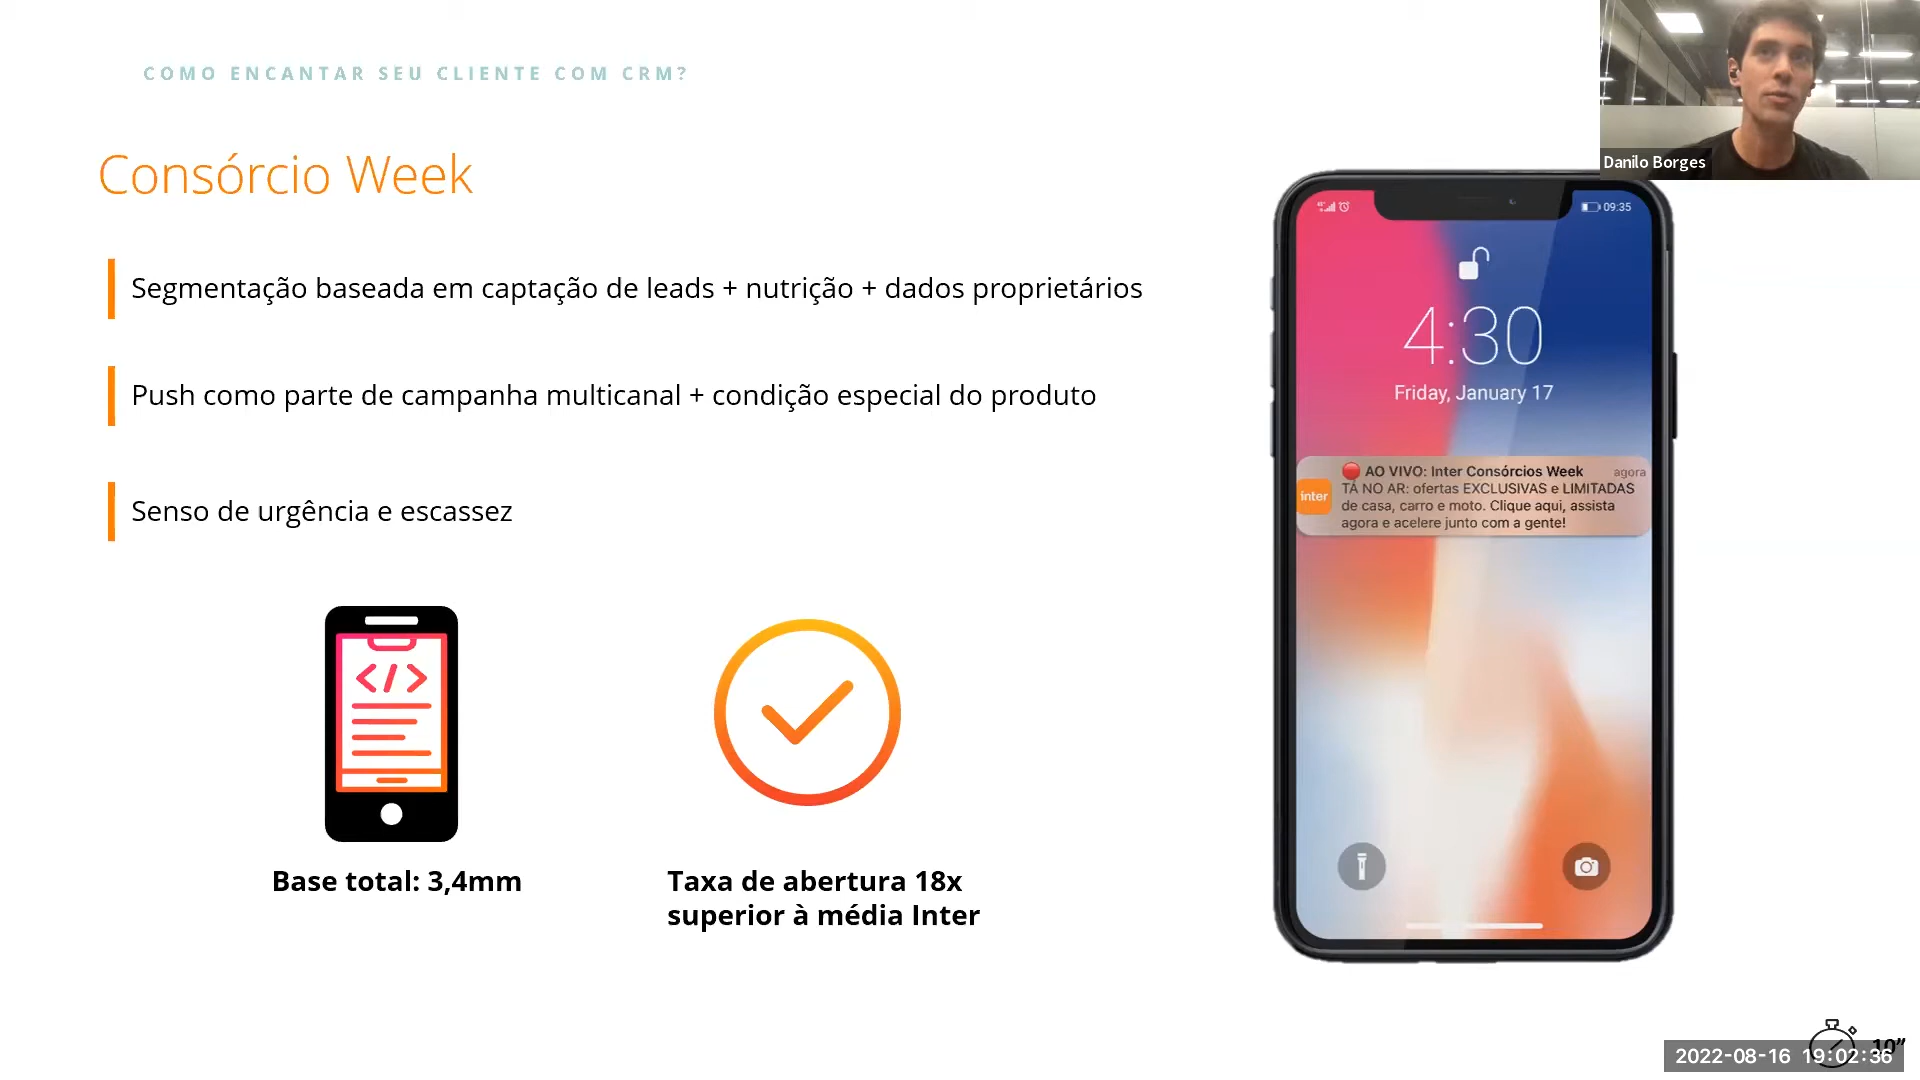 COMO ENCANTAR SEU CLIENTE COM CRM?
Danilo Borges
Consórcio Week
Segmentação baseada em captação de leads + nutrição + dados proprietários
Push como parte de campanha multicanal + condição especial do produto
Senso de urgência e escassez
Base total: 3,4mm
Taxa de abertura 18x
superior à média Inter
09:35
4:30
Friday, January 17
inter
AO VIVO: Inter Consórcios Week agora
TÁ NO AR: ofertas EXCLUSIVAS e LIMITADAS
de casa, carro e moto. Clique aqui, assista
agora e acelere junto com a gente!
10”
2022-08-16 19:02:36